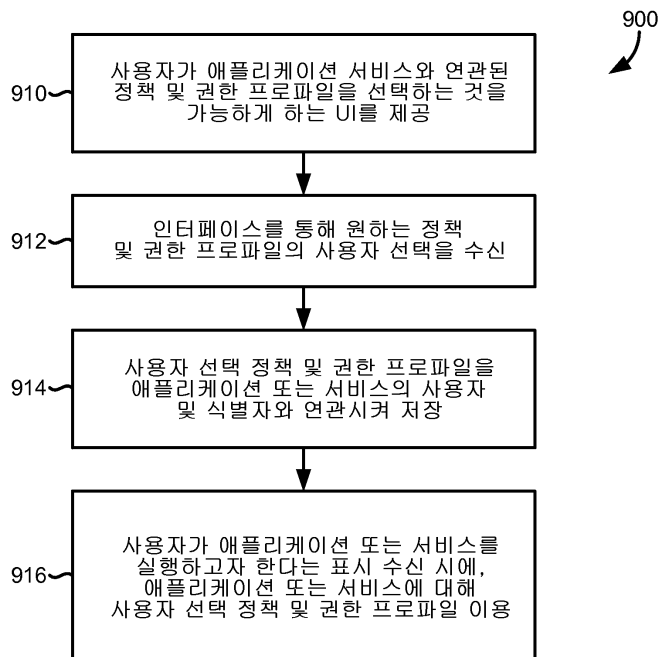 900
910
사용자가 애플리케이션 서비스와 연관된
정책 및 권한 프로파일을 선택하는 것을
가능하게 하는 UI를 제공
912
인터페이스를 통해 원하는 정책
및 권한 프로파일의 사용자 선택을 수신
914
사용자 선택 정책 및 권한 프로파일을
애플리케이션 또는 서비스의 사용자
및 식별자와 연관시켜 저장
916
사용자가 애플리케이션 또는 서비스를
실행하고자 한다는 표시 수신 시에,
애플리케이션 또는 서비스에 대해
사용자 선택 정책 및 권한 프로파일 이용